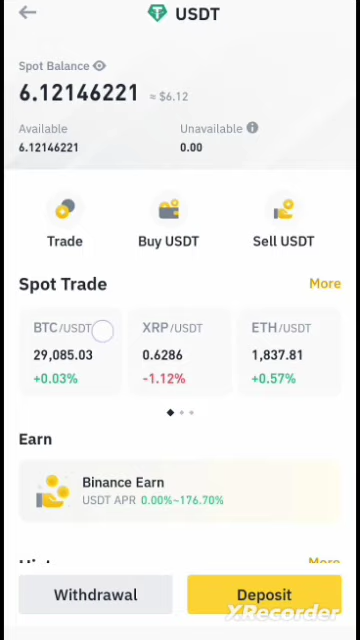 USDT
Spot Balance
6.12146221 ≈ $6.12
Available Unavailable
6.12146221 0.00
Trade Buy USDT Sell USDT
Spot Trade More
BTC/USDT XRP/USDT ETH/USDT
29,085.03 0.6286 1,837.81
+0.03% -1.12% +0.57%
Earn
Binance Earn
USDT APR 0.00%~176.70%
More
Withdrawal Deposit
XRecorder